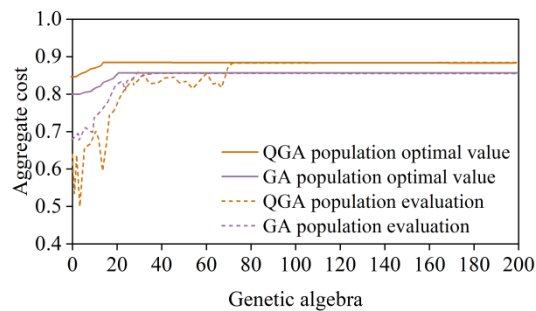 1.0
0.9
0.8
0.7
0.6
0.5
0.4
Aggregate cost
QGA population optimal value
GA population optimal value
QGA population evaluation
GA population evaluation
0 20 40 60 80 100 120 140 160 180 200
Genetic algebra